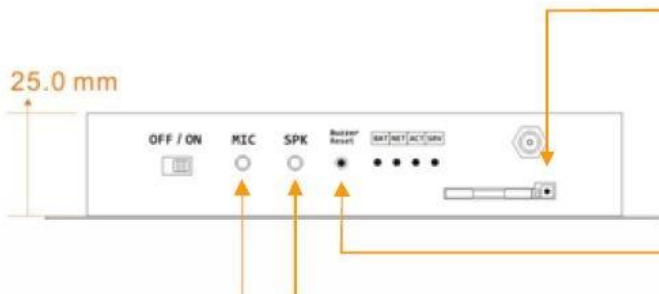 25.0 mm
OFF / ON
MIC
SPK
Buzzer
Reset
BAT
NET
ACT
SRV